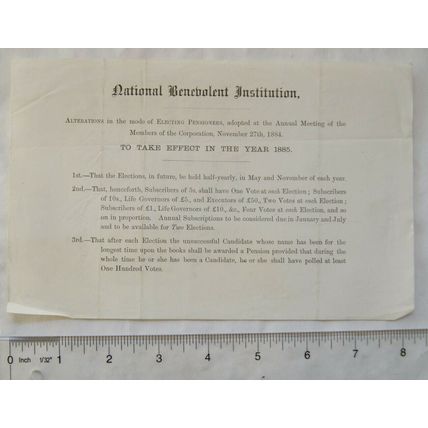 National Benevolent Institution.
ALTERATIONS in the mode of ELECTING PENSIONERS, adopted at the Annual Meeting of the
Members of the Corporation, November 27th, 1884.
TO TAKE EFFECT IN THE YEAR 1885.
1st.—That the Elections, in future, be held half-yearly, in May and November of each year.
2nd.—That, henceforth, Subscribers of 5s. shall have One Vote at each Election; Subscribers
of 10s., Life Governors of £5, and Executors of £50, Two Votes at each Election;
Subscribers of £1, Life Governors of £10, &c., Four Votes at each Election, and so
on in proportion. Annual Subscriptions to be considered due in January and July
and to be available for Two Elections.
3rd.—That after each Election the unsuccessful Candidate whose name has been for the
longest time upon the books shall be awarded a Pension provided that during the
whole time he or she has been a Candidate, he or she shall have polled at least
One Hundred Votes.
0 Inch 1/32" 1 2 3 4 5 6 7 8